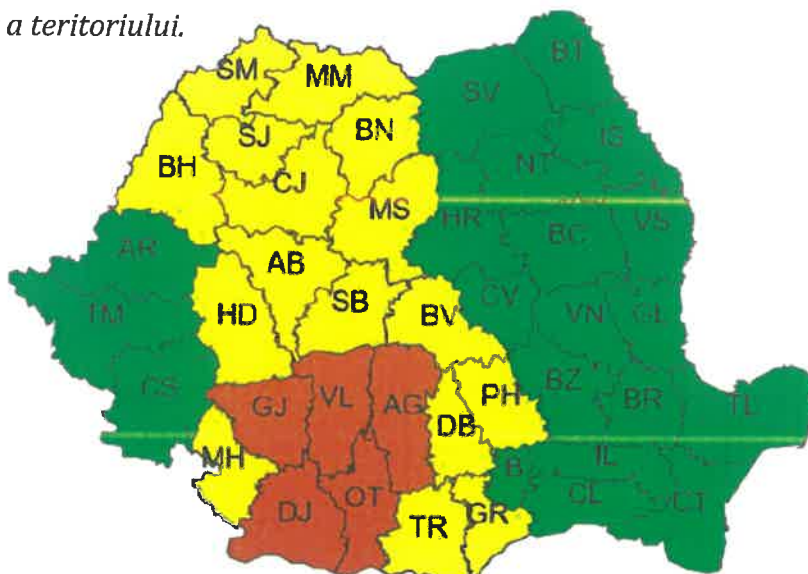 a teritoriului.
BT
SM
MM
SV
SJ
BN
IS
BH
NT
CJ
MS
HR
VS
AR
BC
AB
TM
HD
SB
BV
CV
VN
GL
CS
GJ
VL
AG
PH
BZ
BR
TL
DB
MH
B
IL
DJ
OT
TR
GR
CL
CT